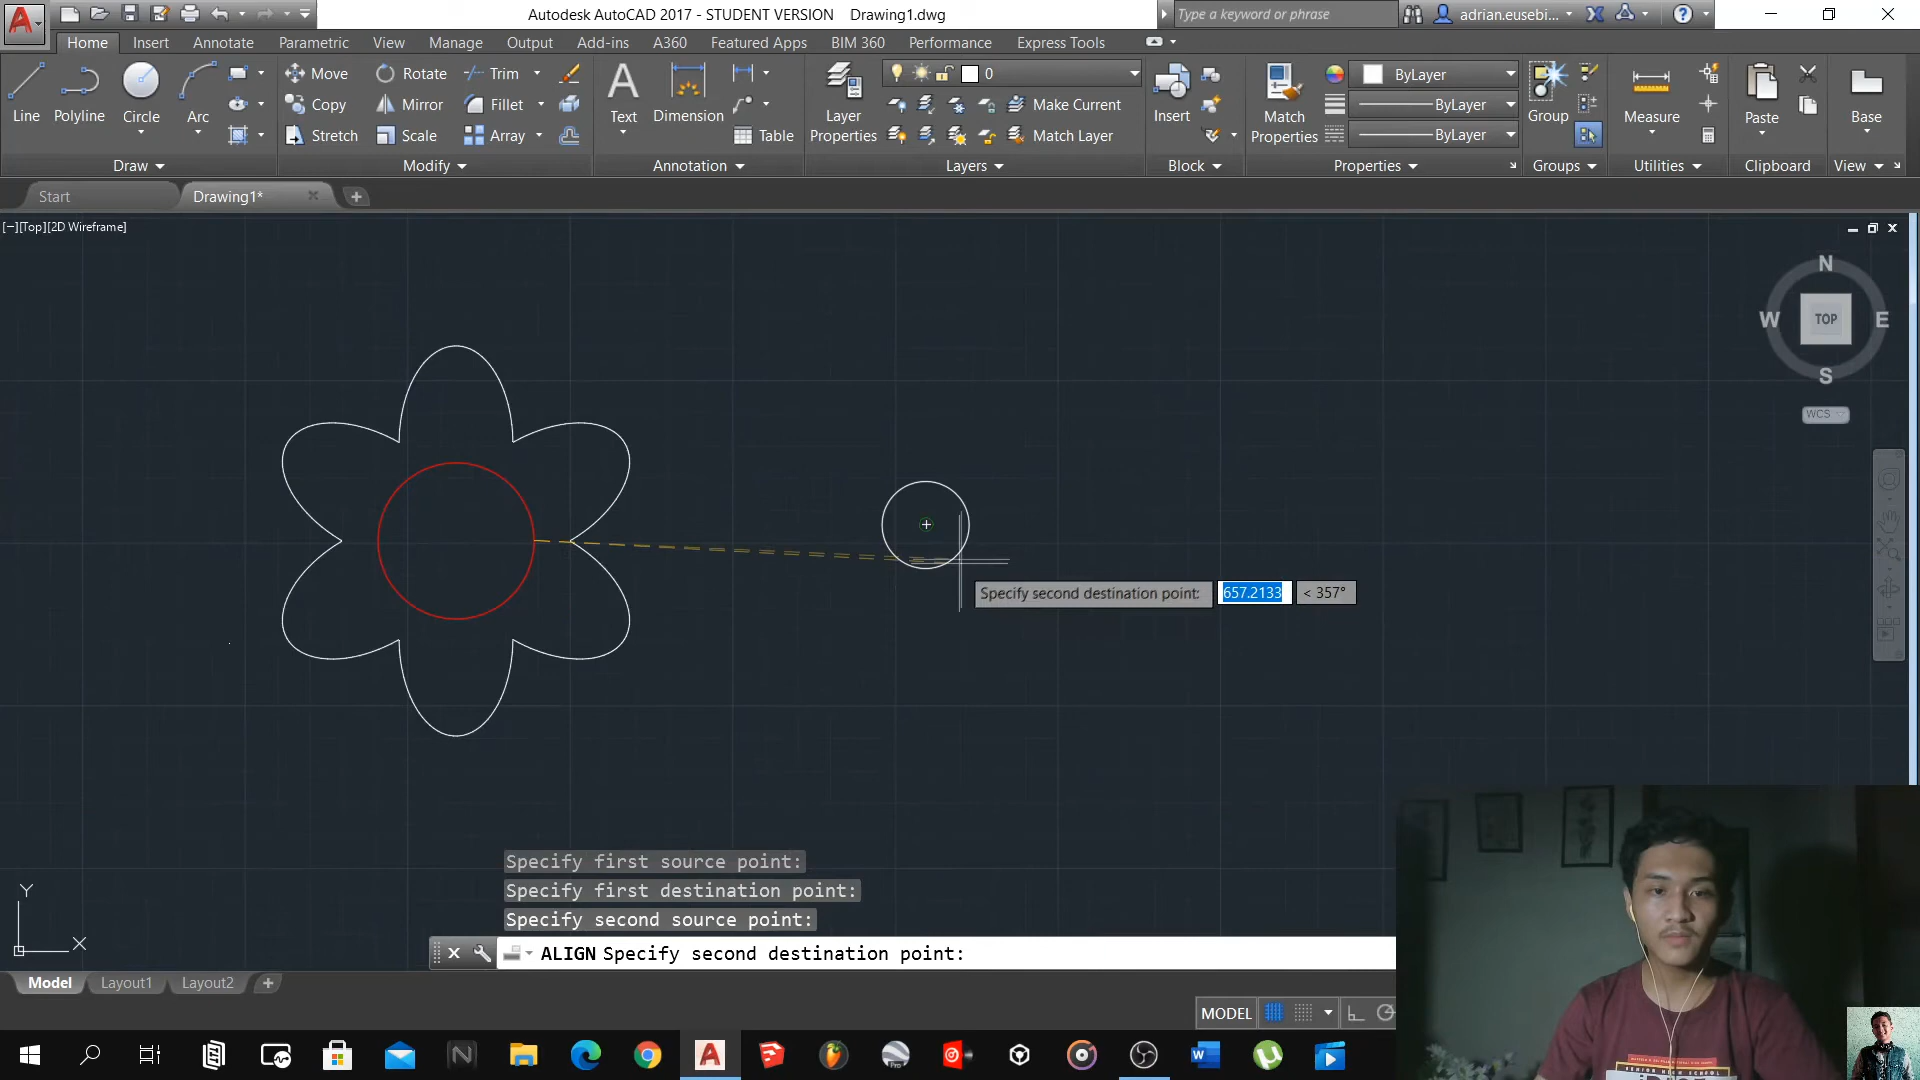 Autodesk AutoCAD 2017 - STUDENT VERSION Drawing1.dwg
Type a keyword or phrase
adrian.eusebi...
Home Insert Annotate Parametric View Manage Output Add-ins A360 Featured Apps BIM 360 Performance Express Tools
Line Polyline Circle Arc
Move Rotate Trim
Copy Mirror Fillet
Stretch Scale Array
Text Dimension Table
Layer Properties
0
Make Current
Match Layer
Insert
Match Properties
ByLayer
ByLayer
ByLayer
Group Measure Paste Base
Draw Modify Annotation Layers Block Properties Groups Utilities Clipboard View
Start Drawing1*
[−][Top][2D Wireframe]
N
W TOP E
S
WCS
Specify second destination point: 657.2133 < 357°
Specify first source point:
Specify first destination point:
Specify second source point:
ALIGN Specify second destination point:
Y
X
Model Layout1 Layout2
MODEL
SENIOR HIGH SCHOOL